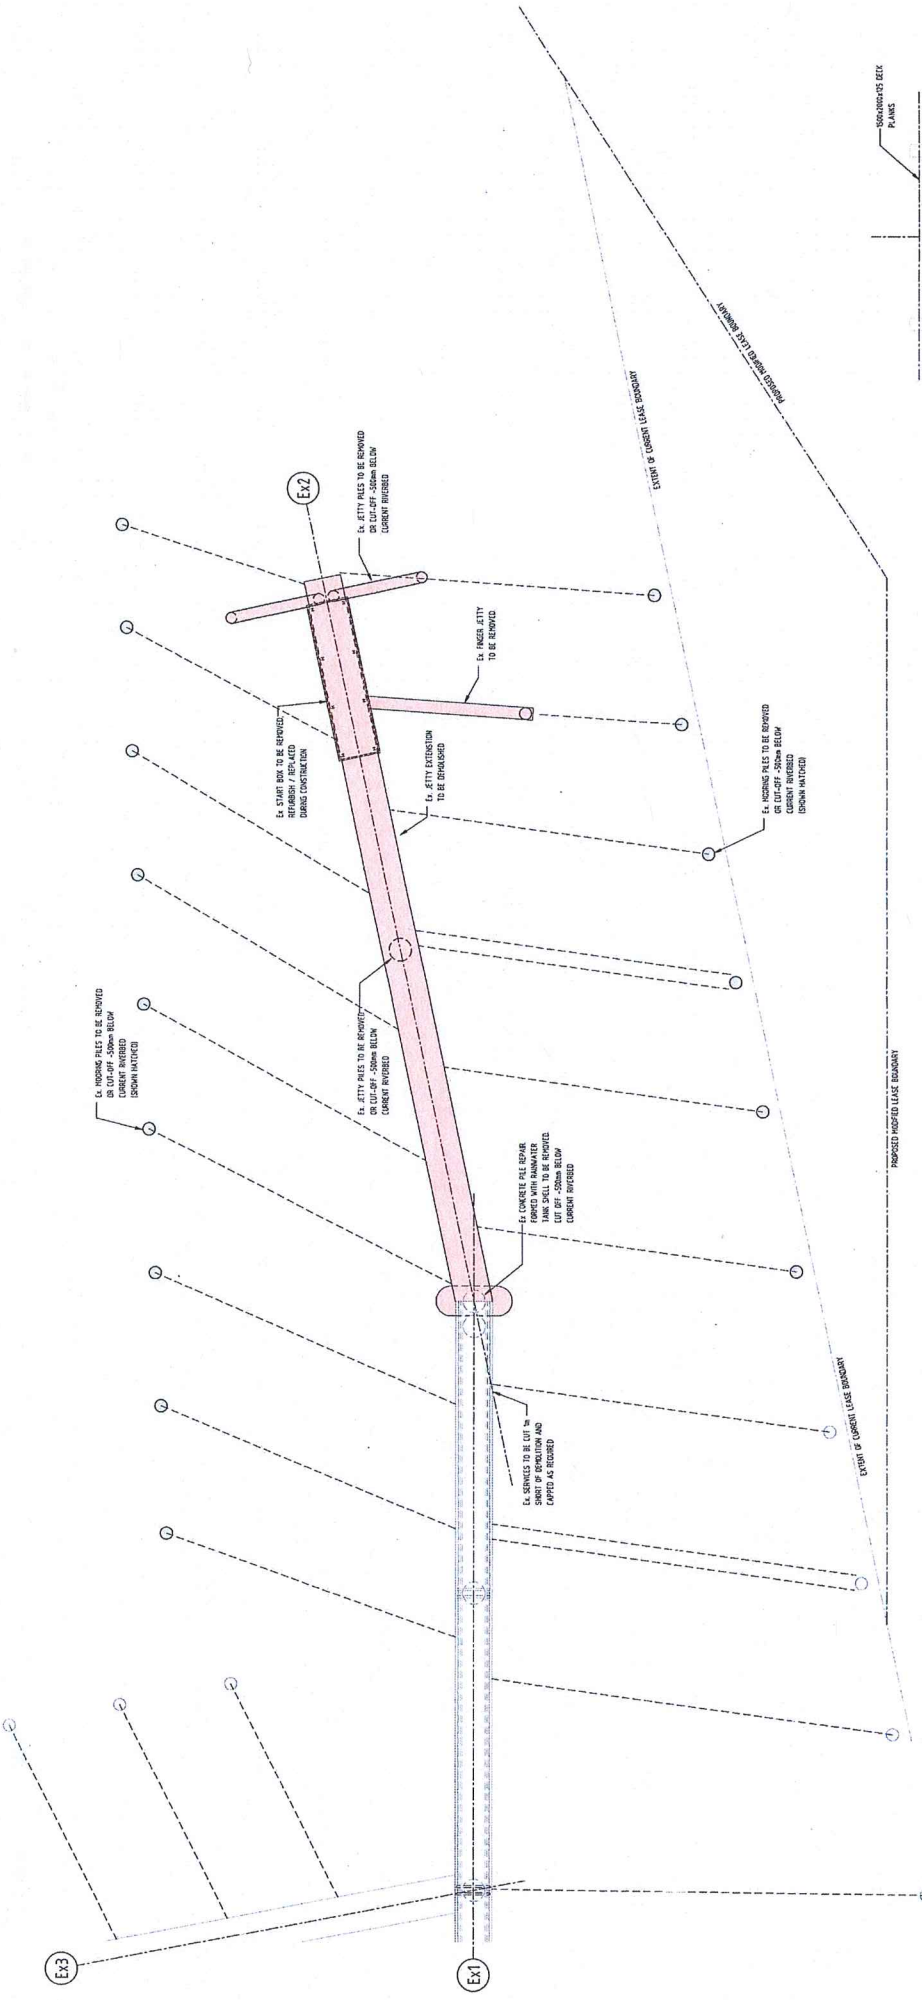 1500x2000x125 DECK
PLANKS
PROPOSED MODIFIED LEASE BOUNDARY
EXTENT OF CURRENT LEASE BOUNDARY
Ex2
Ex. JETTY PILES TO BE REMOVED
OR CUT-OFF -500mm BELOW
CURRENT RIVERBED
Ex. FINGER JETTY
TO BE REMOVED.
Ex. START BOX TO BE REMOVED,
REFURBISH / REPLACED
DURING CONSTRUCTION
Ex. JETTY EXTENSTION
TO BE DEMOLISHED
Ex. MOORING PILES TO BE REMOVED
OR CUT-OFF -500mm BELOW
CURRENT RIVERBED
(SHOWN HATCHED)
Ex. MOORING PILES TO BE REMOVED
OR CUT-OFF -500mm BELOW
CURRENT RIVERBED
(SHOWN HATCHED)
Ex. JETTY PILES TO BE REMOVED
OR CUT-OFF -500mm BELOW
CURRENT RIVERBED
Ex CONCRETE PILE REPAIR
FORMED WITH RAINWATER
TANK SHELL TO BE REMOVED.
CUT OFF -500mm BELOW
CURRENT RIVERBED
PROPOSED MODIFIED LEASE BOUNDARY
Ex. SERVICES TO BE CUT 1m
SHORT OF DEMOLITION AND
CAPPED AS REQUIRED
EXTENT OF CURRENT LEASE BOUNDARY
Ex3
Ex1